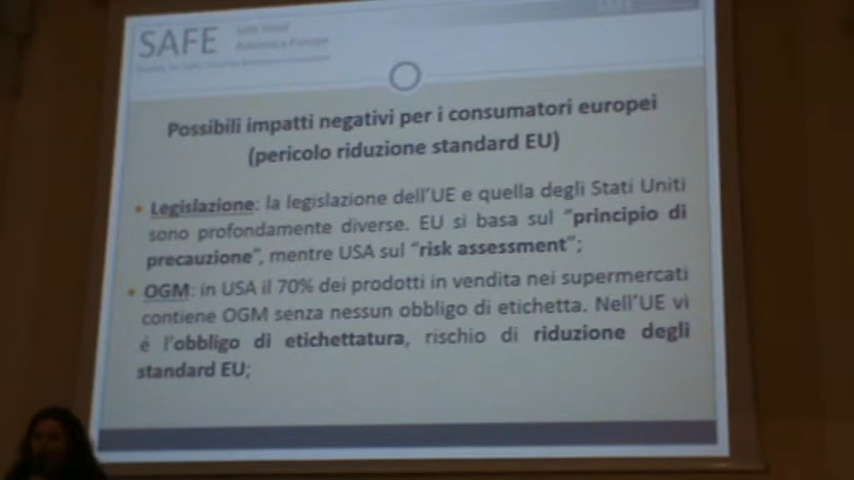 SAFE
Safe Food
Advocacy Europe
Possibili impatti negativi per i consumatori europei
(pericolo riduzione standard EU)
• Legislazione: la legislazione dell'UE e quella degli Stati Uniti
sono profondamente diverse. EU si basa sul "principio di
precauzione", mentre USA sul "risk assessment";
• OGM: in USA il 70% dei prodotti in vendita nei supermercati
contiene OGM senza nessun obbligo di etichetta. Nell'UE vi
é l'obbligo di etichettatura, rischio di riduzione degli
standard EU;